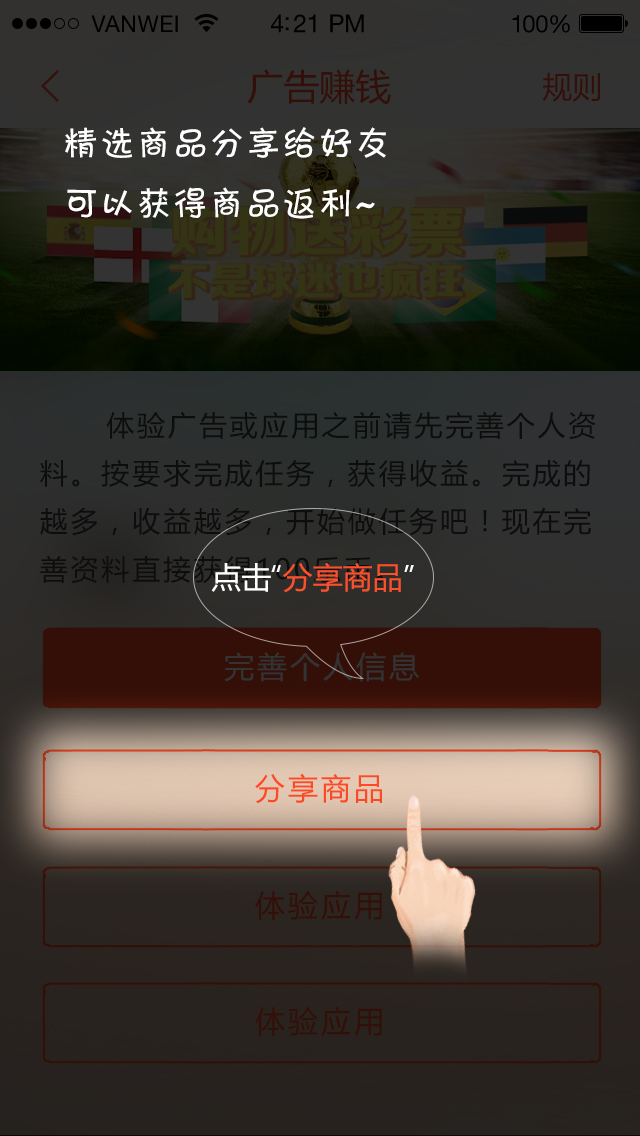 VANWEI 4:21 PM 100%
广告赚钱 规则
精选商品分享给好友
可以获得商品返利~
购物送彩票
不是球迷也疯狂
体验广告或应用之前请先完善个人资
料。按要求完成任务，获得收益。完成的
越多，收益越多，开始做任务吧！现在完
善资料直接获得100
点击“分享商品”
完善个人信息
分享商品
体验应用
体验应用